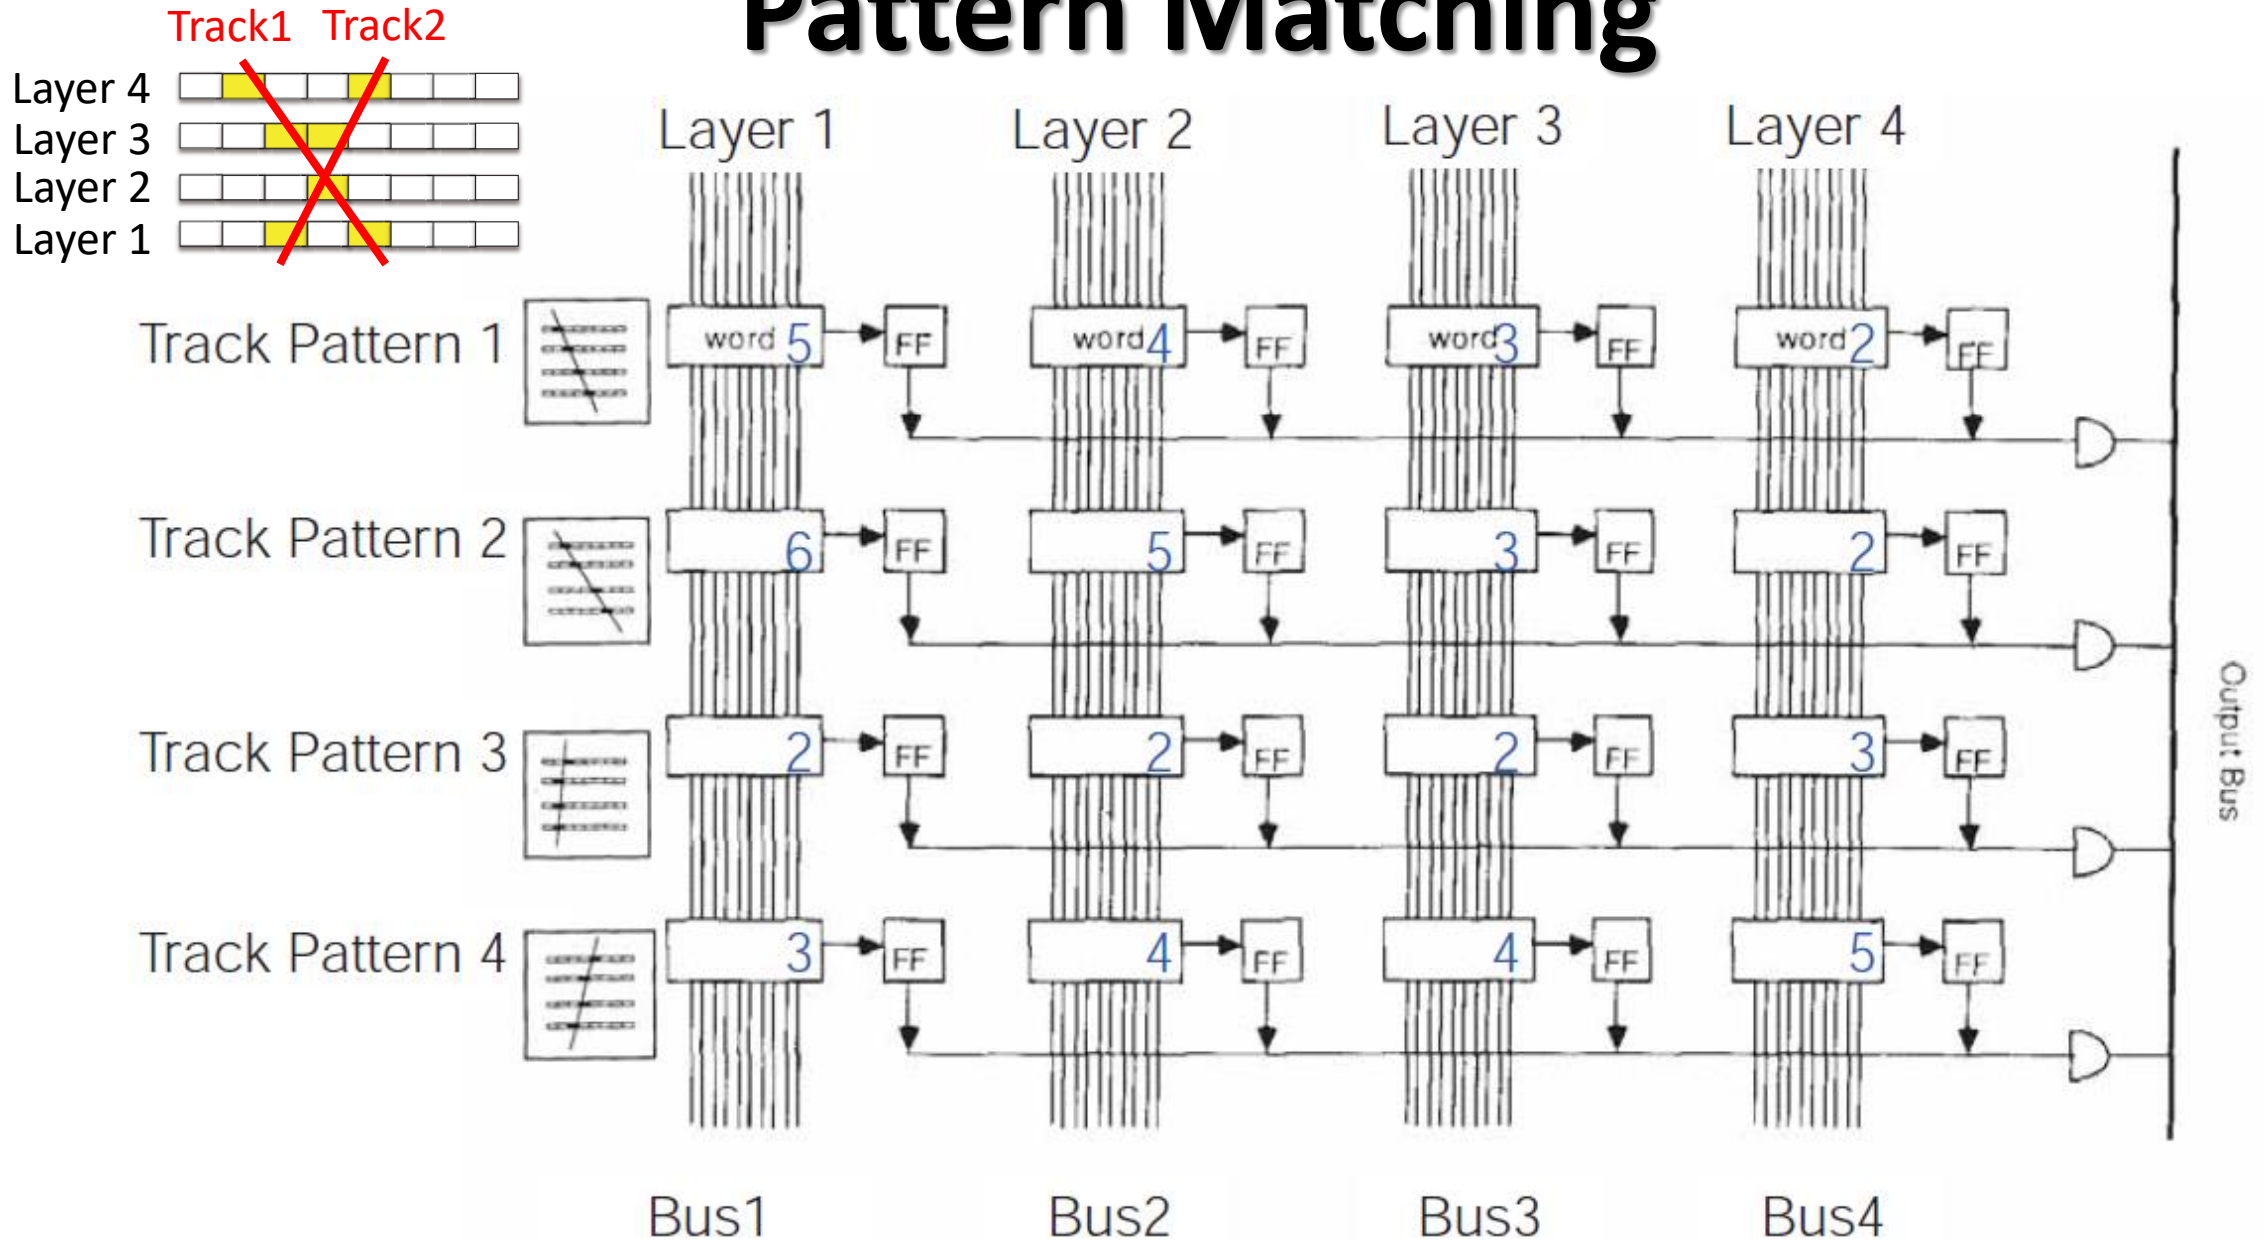 Pattern Matching
Track1 Track2
Layer 4
Layer 3
Layer 2
Layer 1
Layer 1 Layer 2 Layer 3 Layer 4
Track Pattern 1 word 5 FF word 4 FF word 3 FF word 2 FF
Track Pattern 2 6 FF 5 FF 3 FF 2 FF
Track Pattern 3 2 FF 2 FF 2 FF 3 FF
Track Pattern 4 3 FF 4 FF 4 FF 5 FF
Output Bus
Bus1 Bus2 Bus3 Bus4